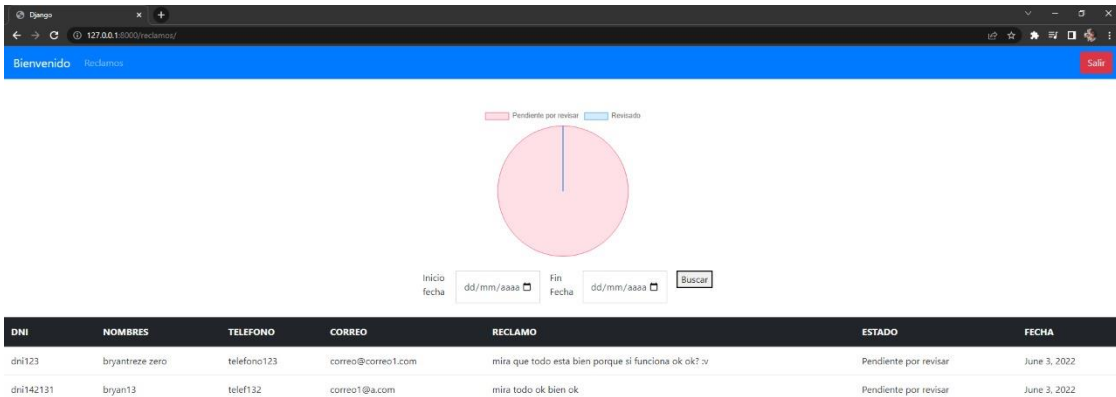 Django
127.0.0.1:8000/reclamos/
Bienvenido Reclamos Salir
Pendiente por revisar Revisado
Inicio fecha dd/mm/aaaa Fin Fecha dd/mm/aaaa Buscar
DNI NOMBRES TELEFONO CORREO RECLAMO ESTADO FECHA
dni123 bryantreze zero telefono123 correo@correo1.com mira que todo esta bien porque si funciona ok ok? :v Pendiente por revisar June 3, 2022
dni142131 bryan13 telef132 correo1@a.com mira todo ok bien ok Pendiente por revisar June 3, 2022